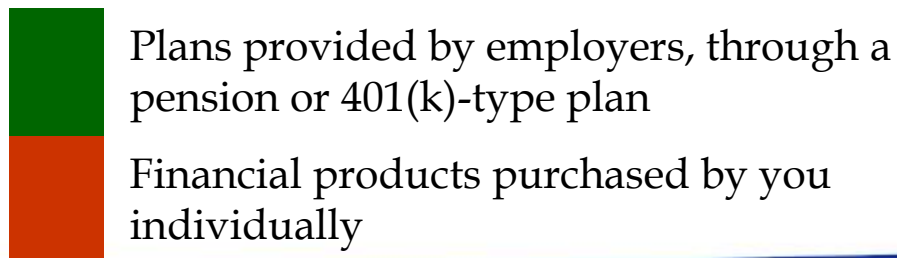 Plans provided by employers, through a
pension or 401(k)-type plan
Financial products purchased by you
individually